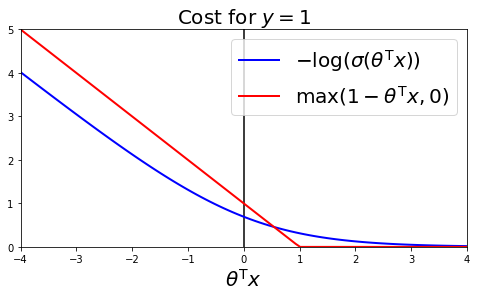 Cost for y = 1
−log(σ(θᵀx))
max(1 − θᵀx, 0)
5
4
3
2
1
0
−4 −3 −2 −1 0 1 2 3 4
θᵀx